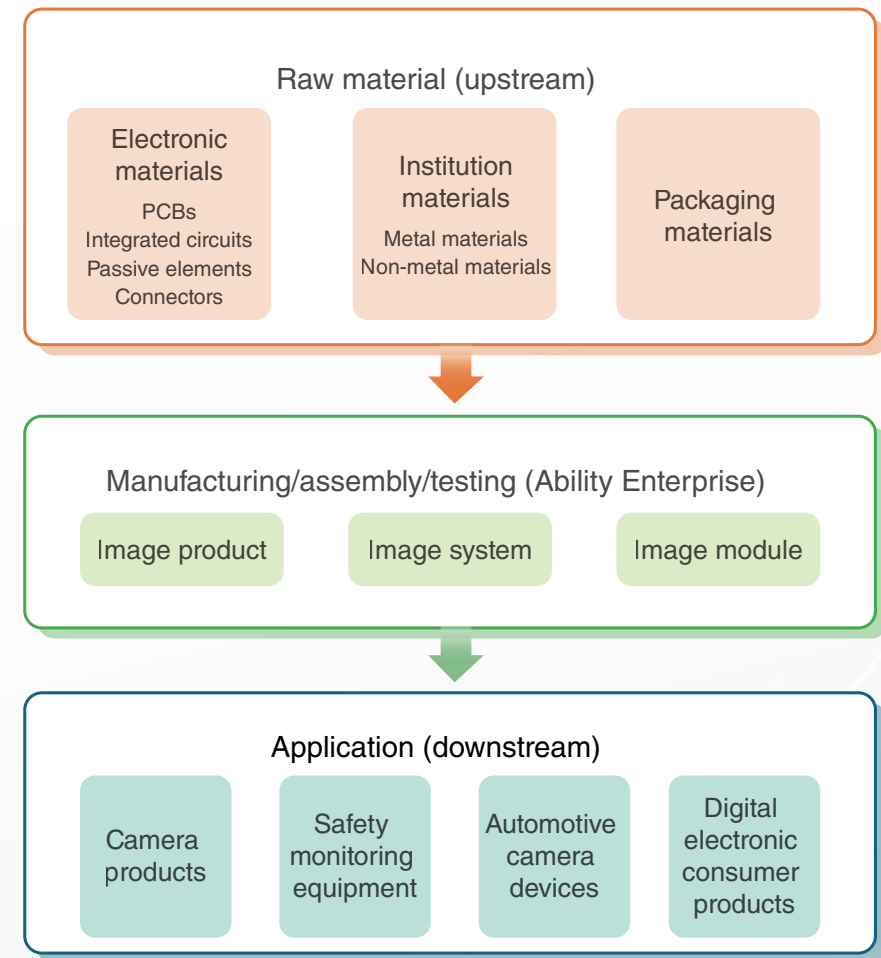 Raw material (upstream)
Electronic
materials
PCBs
Integrated circuits
Passive elements
Connectors
Institution
materials
Metal materials
Non-metal materials
Packaging
materials
Manufacturing/assembly/testing (Ability Enterprise)
Image product
Image system
Image module
Application (downstream)
Camera
products
Safety
monitoring
equipment
Automotive
camera
devices
Digital
electronic
consumer
products